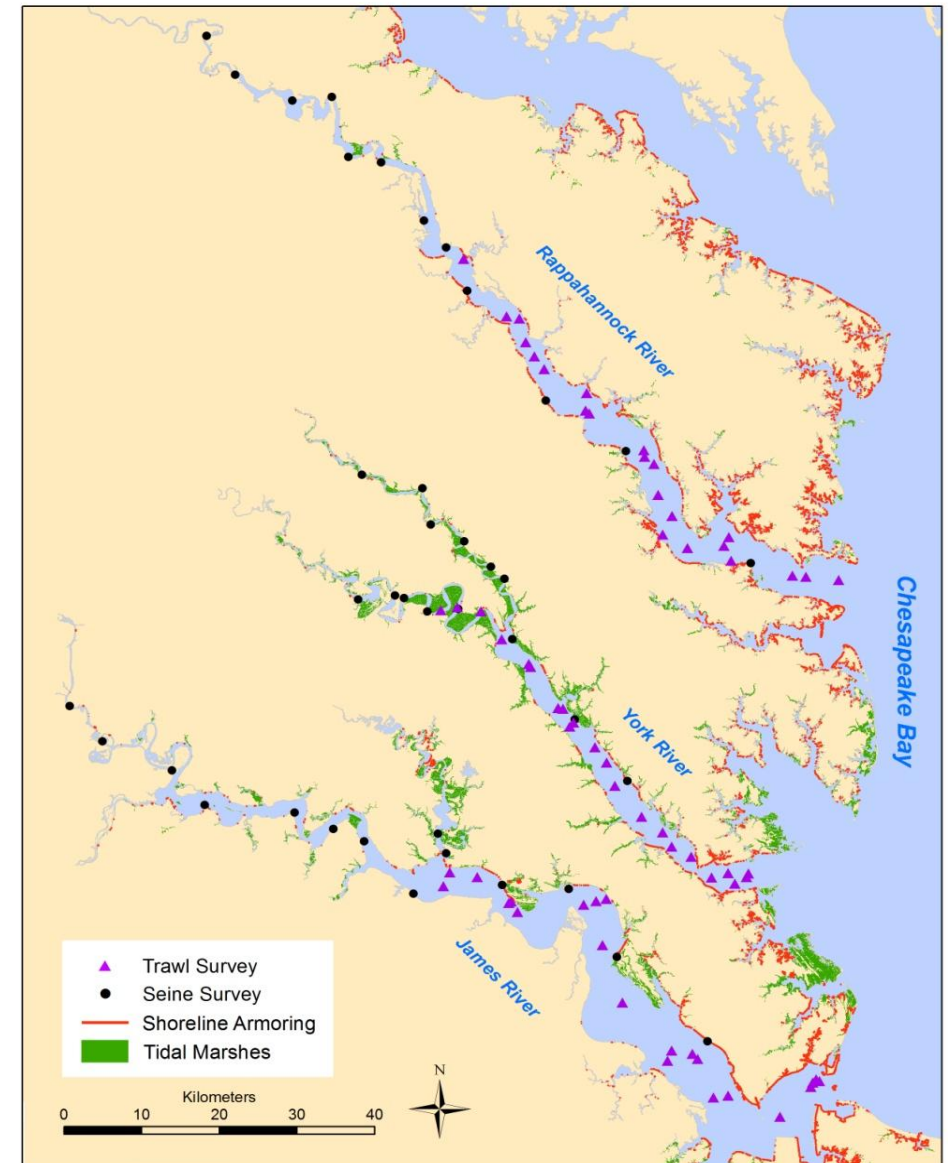 Rappahannock River
Chesapeake Bay
York River
James River
Trawl Survey
Seine Survey
Shoreline Armoring
Tidal Marshes
Kilometers
0 10 20 30 40
N